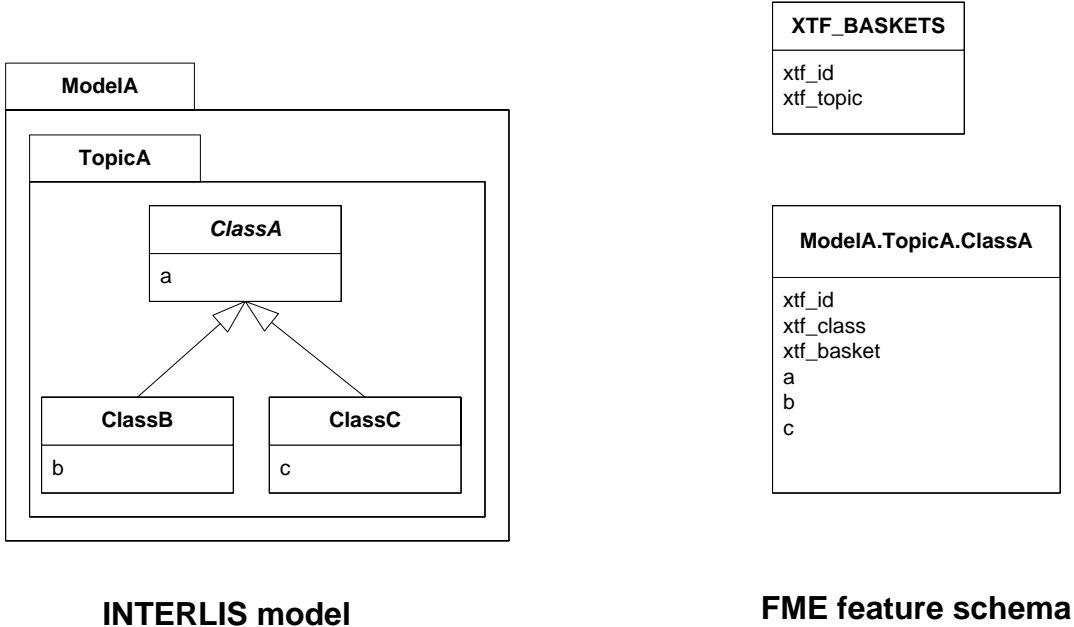 ModelA
TopicA
ClassA
a
ClassB
b
ClassC
c
INTERLIS model
XTF_BASKETS
xtf_id
xtf_topic
ModelA.TopicA.ClassA
xtf_id
xtf_class
xtf_basket
a
b
c
FME feature schema